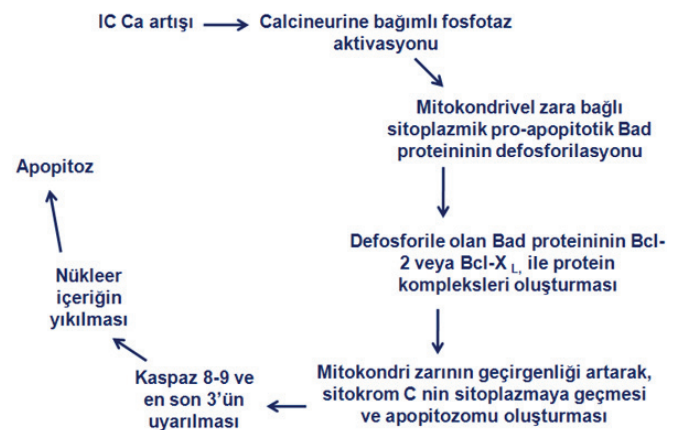 IC Ca artışı
Calcineurine bağımlı fosfotaz
aktivasyonu
Mitokondrivel zara bağlı
sitoplazmik pro-apopitotik Bad
proteininin defosforilasyonu
Defosforile olan Bad proteininin Bcl-
2 veya Bcl-X L, ile protein
kompleksleri oluşturması
Mitokondri zarının geçirgenliği artarak,
sitokrom C nin sitoplazmaya geçmesi
ve apopitozomu oluşturması
Kaspaz 8-9 ve
en son 3’ün
uyarılması
Nükleer
içeriğin
yıkılması
Apopitoz